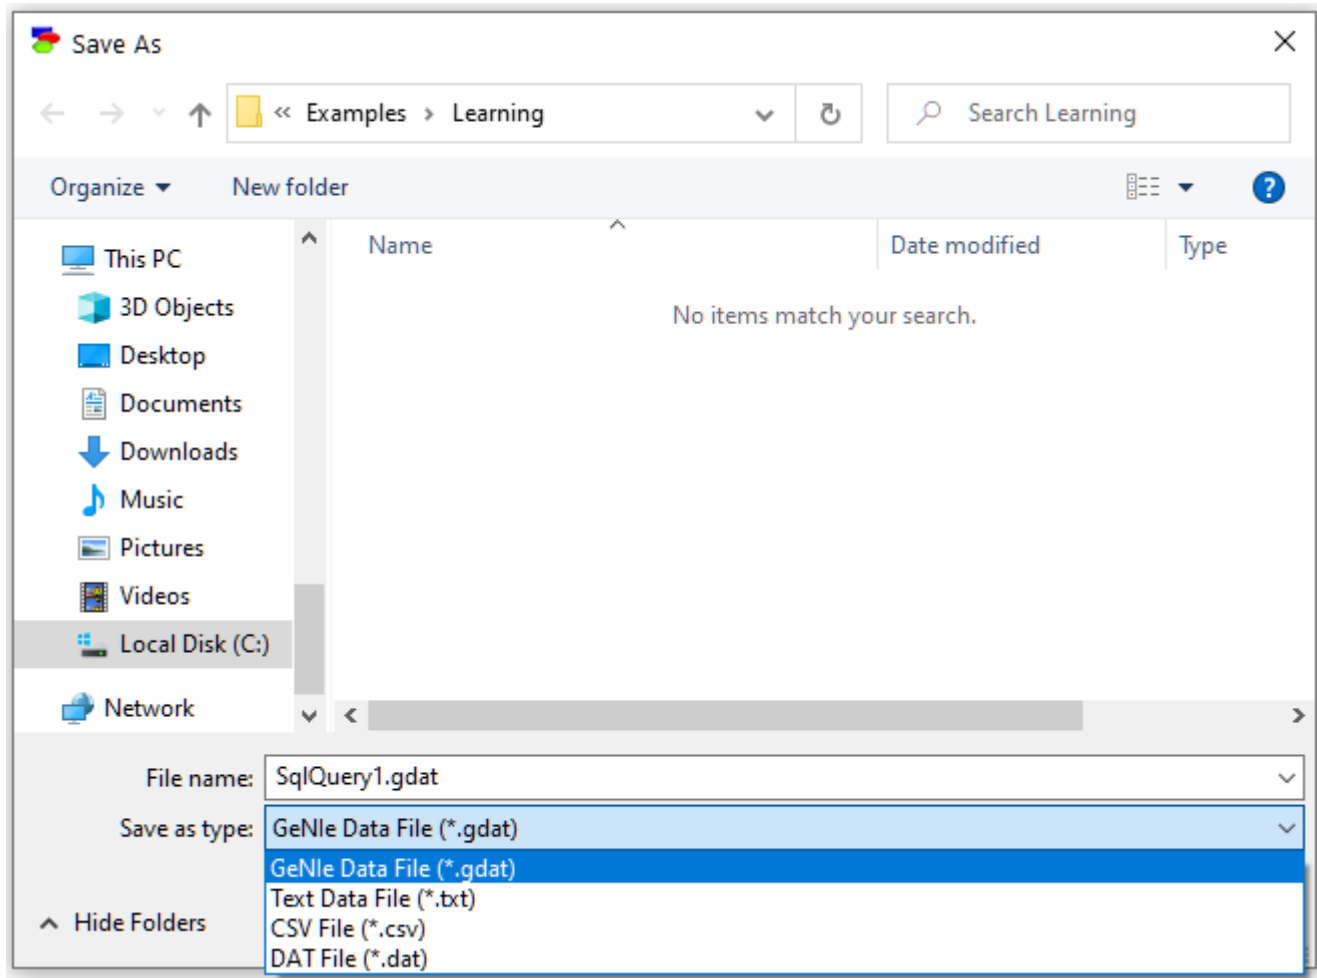 Save As
« Examples › Learning
Search Learning
Organize
New folder
?
Name
Date modified
Type
This PC
No items match your search.
3D Objects
Desktop
Documents
Downloads
Music
Pictures
Videos
Local Disk (C:)
Network
File name: SqlQuery1.gdat
Save as type: GeNIe Data File (*.gdat)
GeNIe Data File (*.gdat)
Text Data File (*.txt)
CSV File (*.csv)
DAT File (*.dat)
Hide Folders